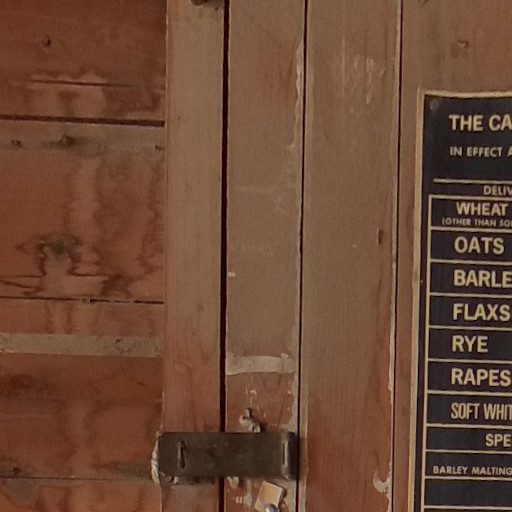 THE CA
IN EFFECT A
DELIV
WHEAT
(OTHER THAN SO
OATS
BARLE
FLAXS
RYE
RAPES
SOFT WHIT
SPE
BARLEY MALTING